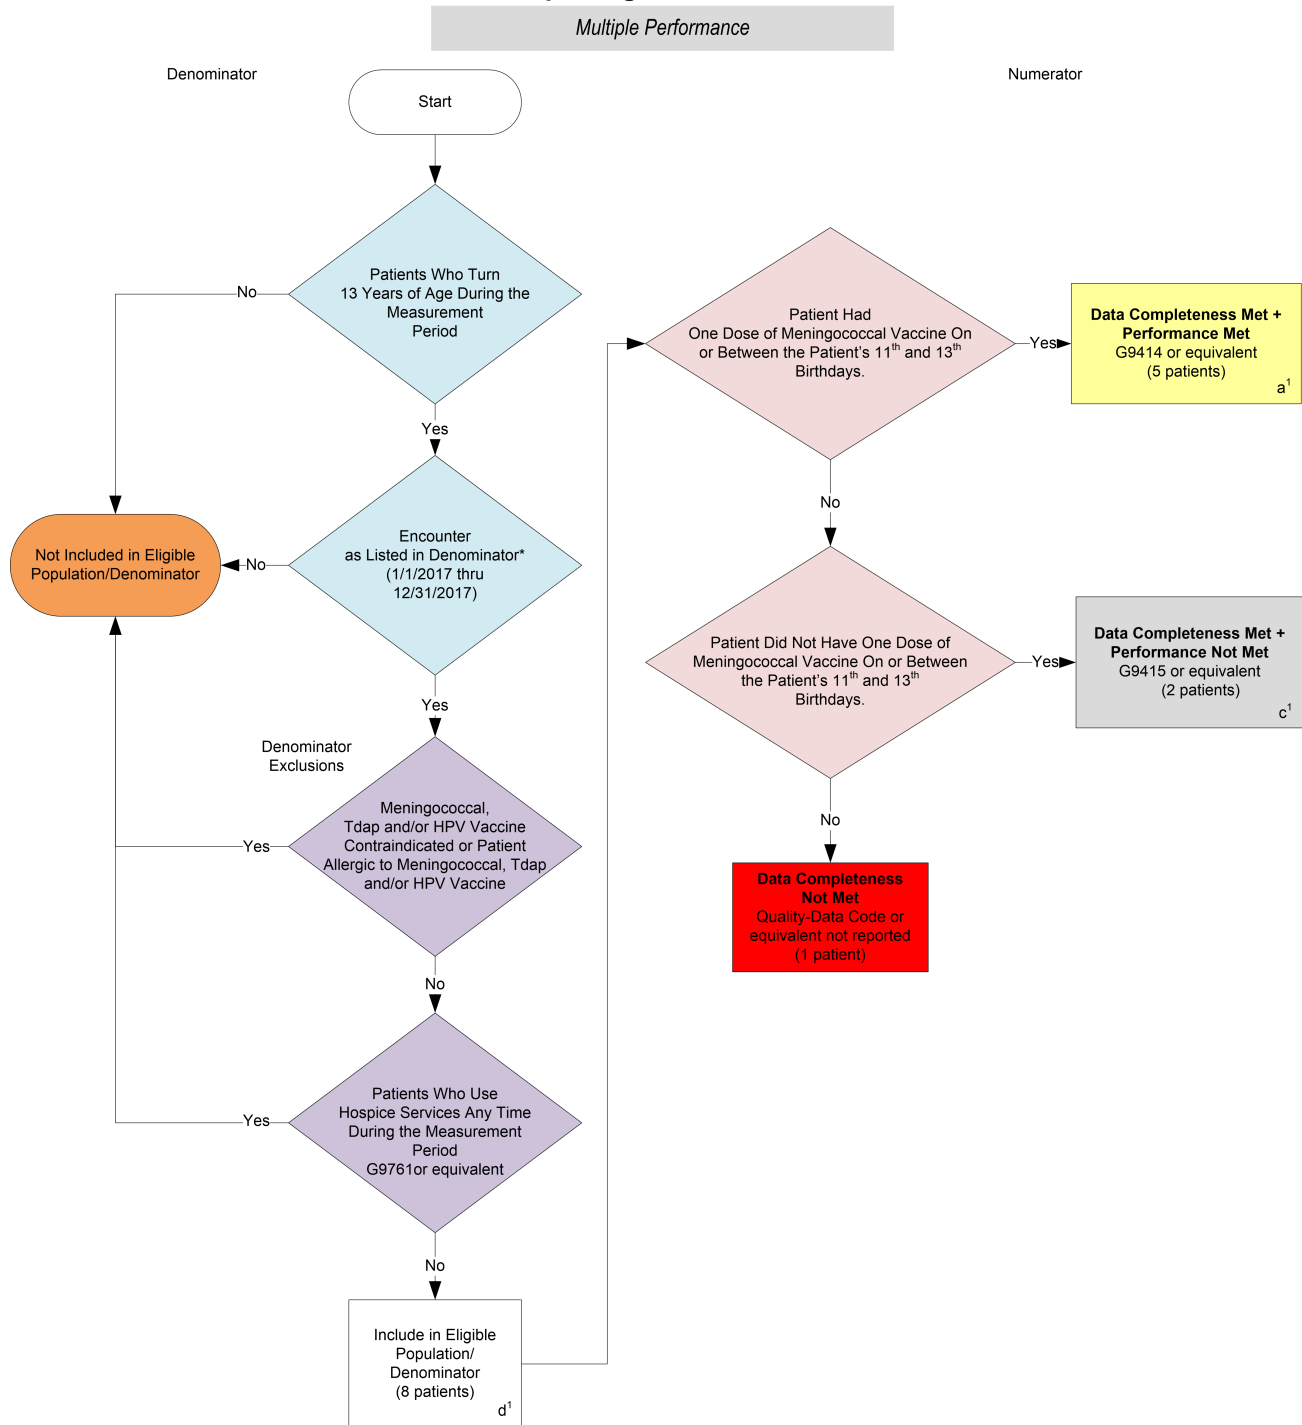 Multiple Performance
Denominator
Numerator
Start
Patients Who Turn
13 Years of Age During the
Measurement
Period
No
Yes
Encounter
as Listed in Denominator*
(1/1/2017 thru
12/31/2017)
No
Not Included in Eligible
Population/Denominator
Yes
Denominator
Exclusions
Meningococcal,
Tdap and/or HPV Vaccine
Contraindicated or Patient
Allergic to Meningococcal, Tdap
and/or HPV Vaccine
Yes
No
Patients Who Use
Hospice Services Any Time
During the Measurement
Period
G9761or equivalent
Yes
No
Include in Eligible
Population/
Denominator
(8 patients)
d1
Patient Had
One Dose of Meningococcal Vaccine On
or Between the Patient’s 11th and 13th
Birthdays.
Yes
Data Completeness Met +
Performance Met
G9414 or equivalent
(5 patients)
a1
No
Patient Did Not Have One Dose of
Meningococcal Vaccine On or Between
the Patient’s 11th and 13th
Birthdays.
Yes
Data Completeness Met +
Performance Not Met
G9415 or equivalent
(2 patients)
c1
No
Data Completeness
Not Met
Quality-Data Code or
equivalent not reported
(1 patient)